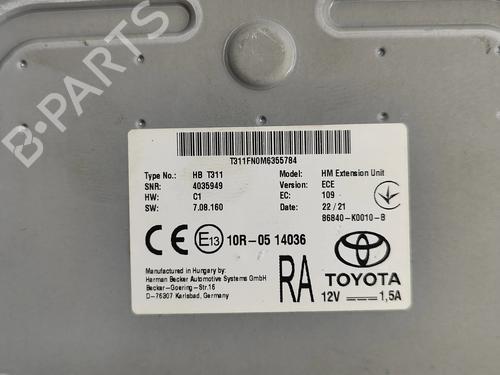 B-PARTS
T311FN0M6355784
Type No.: HB T311 Model: HM Extension Unit
SNR: 4035949 Version: ECE
HW: C1 EC: 109
SW: 7.08.160 Date: 22/21
86840-K0010-B
CE E13 10R-05 14036
Manufactured in Hungary by:
Harman Becker Automotive Systems GmbH
Becker-Goering-Str.16
D-76307 Karlsbad, Germany
RA
TOYOTA
12V 1,5A